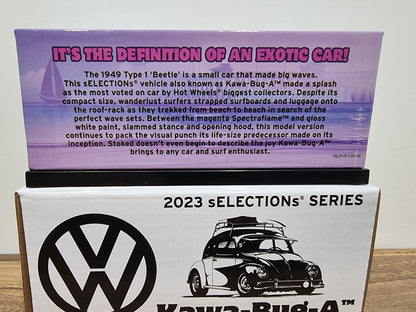 IT'S THE DEFINITION OF AN EXOTIC CAR!
The 1949 Type 1 'Beetle' is a small car that made big waves.
This sELECTIONs® vehicle also known as Kawa-Bug-A™ made a splash
as the most voted on car by Hot Wheels® biggest collectors. Despite its
compact size, wanderlust surfers strapped surfboards and luggage onto
the roof-rack as they trekked from beach to beach in search of the
perfect wave sets. Between the magenta Spectraflame™ and gloss
white paint, slammed stance and opening hood, this model version
continues to pack the visual punch its life-size predecessor made on its
inception. Stoked doesn't even begin to describe the joy Kawa-Bug-A™
brings to any car and surf enthusiast.
2023 sELECTIONs® SERIES
Kawa-Bug-A™